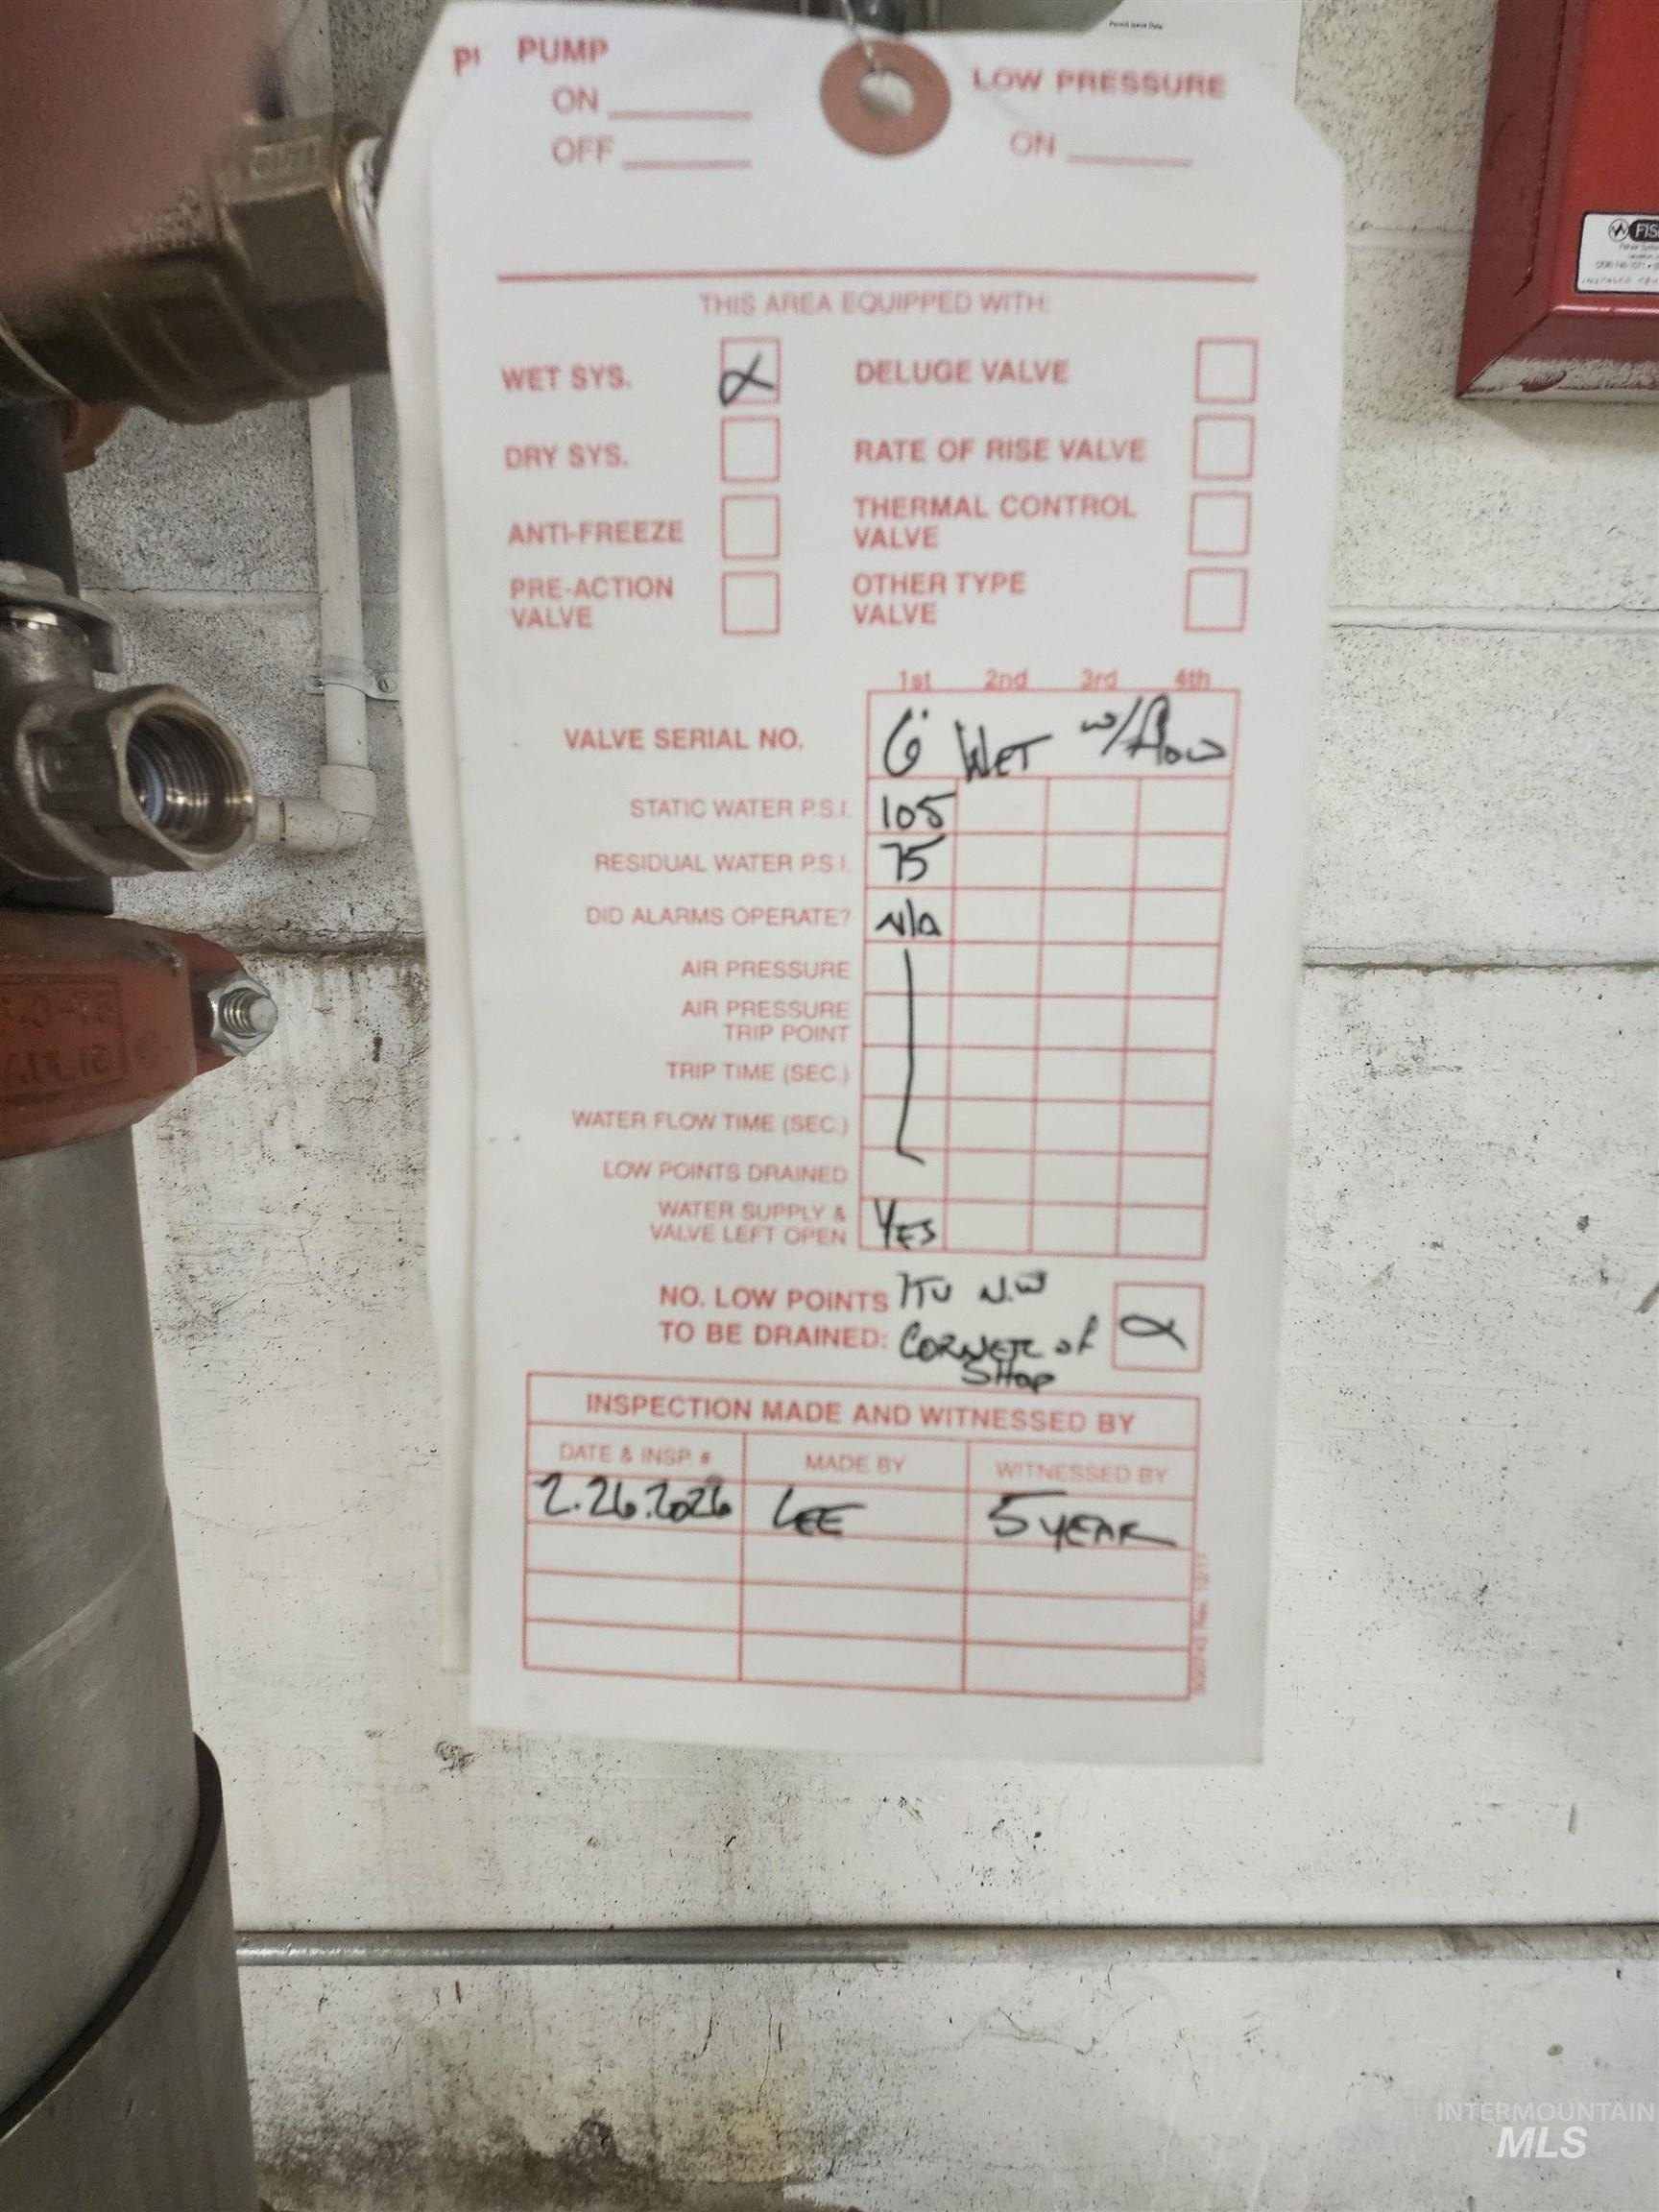 PUMP
LOW PRESSURE
ON
ON
OFF
THIS AREA EQUIPPED WITH:
WET SYS.
DELUGE VALVE
DRY SYS.
RATE OF RISE VALVE
ANTI-FREEZE
THERMAL CONTROL
VALVE
PRE-ACTION
VALVE
OTHER TYPE
VALVE
1st 2nd 3rd 4th
VALVE SERIAL NO. 6" WET w/flow
STATIC WATER P.S.I. 105
RESIDUAL WATER P.S.I. 75
DID ALARMS OPERATE? N/A
AIR PRESSURE
AIR PRESSURE
TRIP POINT
TRIP TIME (SEC.)
WATER FLOW TIME (SEC.)
LOW POINTS DRAINED
WATER SUPPLY &
VALVE LEFT OPEN YES
NO. LOW POINTS ITV N.W
TO BE DRAINED: CORNER of
SHOP
INSPECTION MADE AND WITNESSED BY
DATE & INSP. # MADE BY WITNESSED BY
2.26.2026 LEE 5 YEAR
INTERMOUNTAIN
MLS